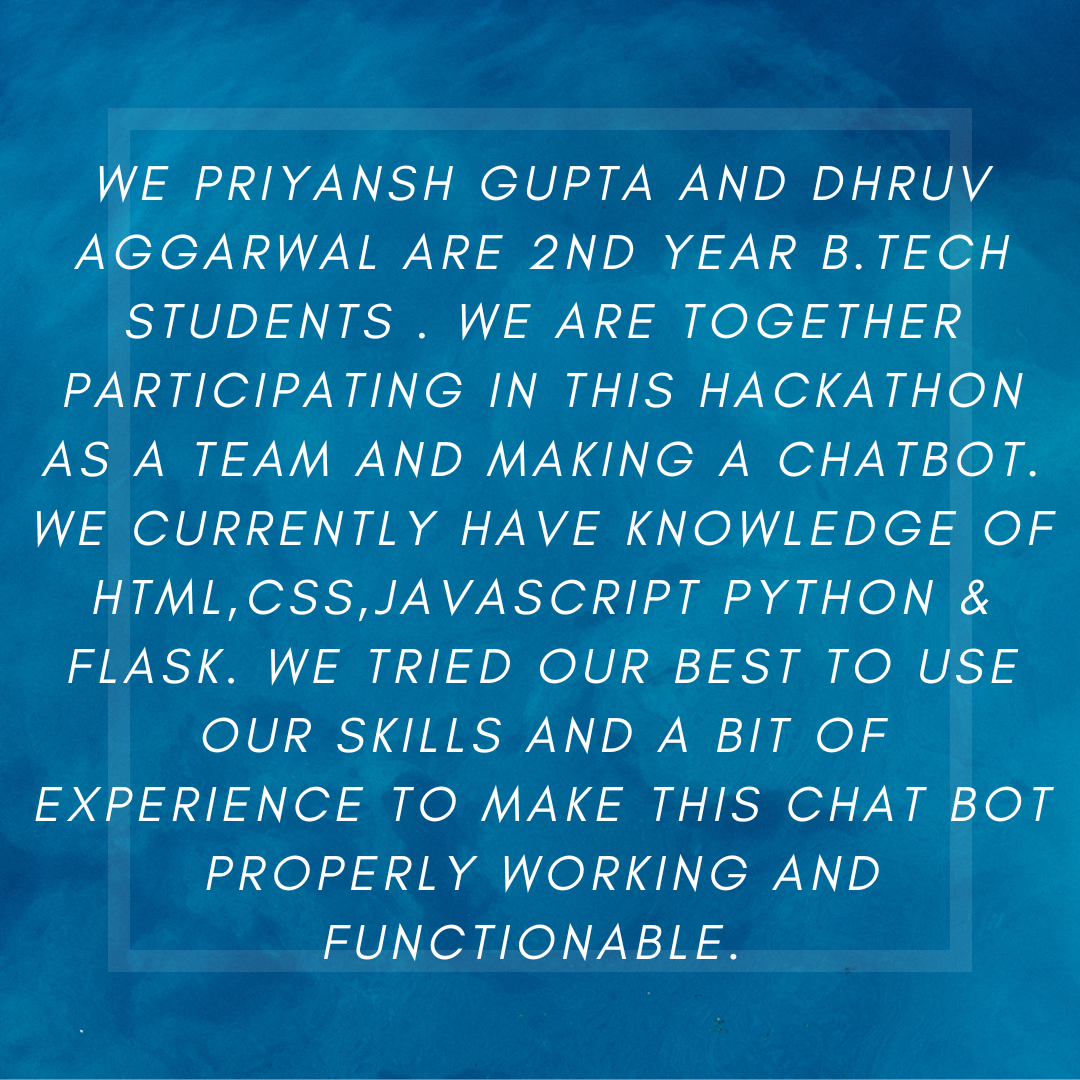 WE PRIYANSH GUPTA AND DHRUV
AGGARWAL ARE 2ND YEAR B.TECH
STUDENTS . WE ARE TOGETHER
PARTICIPATING IN THIS HACKATHON
AS A TEAM AND MAKING A CHATBOT.
WE CURRENTLY HAVE KNOWLEDGE OF
HTML,CSS,JAVASCRIPT PYTHON &
FLASK. WE TRIED OUR BEST TO USE
OUR SKILLS AND A BIT OF
EXPERIENCE TO MAKE THIS CHAT BOT
PROPERLY WORKING AND
FUNCTIONABLE.